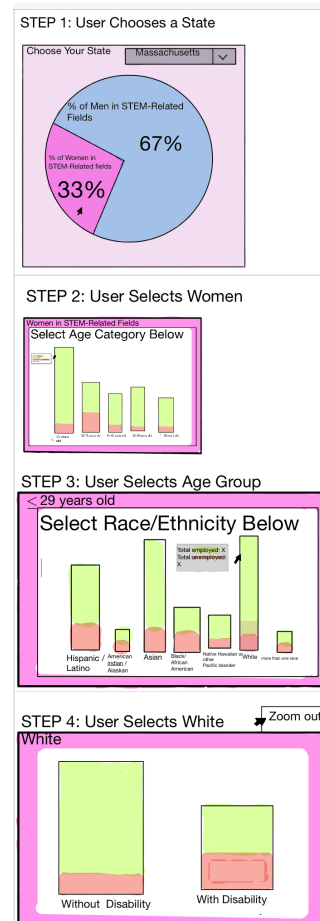 STEP 1: User Chooses a State
Choose Your State
Massachusetts
% of Men in STEM-Related
Fields
67%
% of Women in
STEM-Related fields
33%
STEP 2: User Selects Women
Women in STEM-Related Fields
Select Age Category Below
STEP 3: User Selects Age Group
< 29 years old
Select Race/Ethnicity Below
Total employed: X
Total unemployed:
X
Hispanic /
Latino
American
indian /
Alaskan
Asian
Black/
African
American
Native Hawaiian or
other
Pacific Islander
White
more than one race
STEP 4: User Selects White
Zoom out
White
Without Disability
With Disability